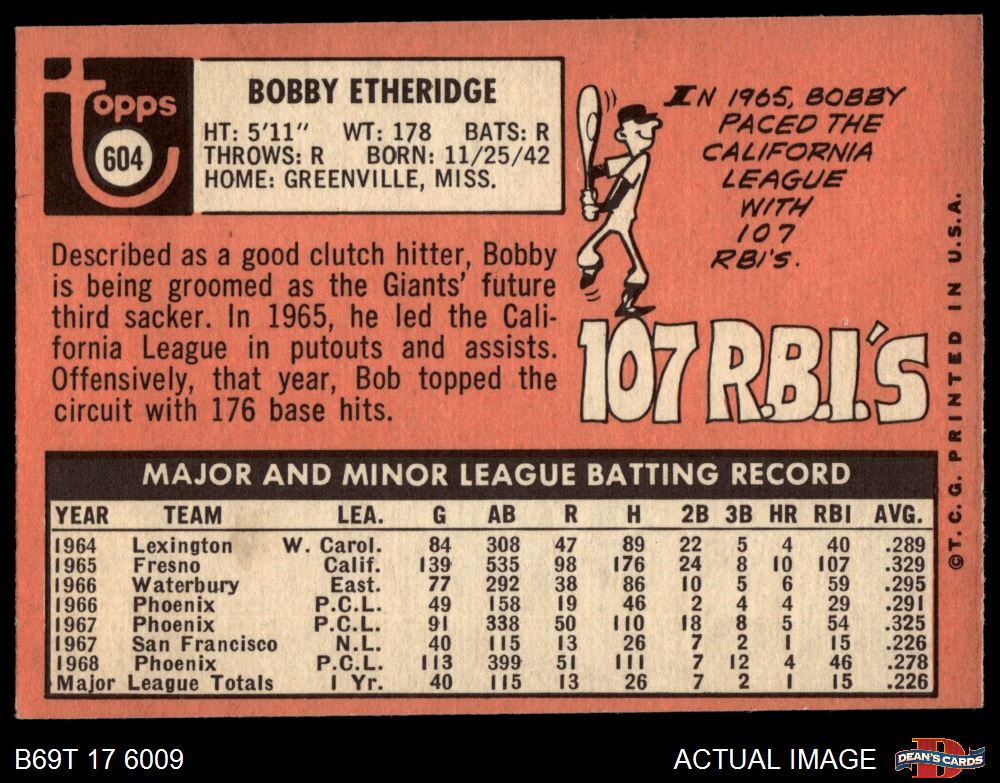 Topps
604
BOBBY ETHERIDGE
HT: 5'11" WT: 178 BATS: R
THROWS: R BORN: 11/25/42
HOME: GREENVILLE, MISS.
Described as a good clutch hitter, Bobby
is being groomed as the Giants' future
third sacker. In 1965, he led the Cali-
fornia League in putouts and assists.
Offensively, that year, Bob topped the
circuit with 176 base hits.
IN 1965, BOBBY
PACED THE
CALIFORNIA
LEAGUE
WITH
107
RBI'S.
107 R.B.I.'S
©T.C.G. PRINTED IN U.S.A.
MAJOR AND MINOR LEAGUE BATTING RECORD
YEAR TEAM LEA. G AB R H 2B 3B HR RBI AVG.
1964 Lexington W. Carol. 84 308 47 89 22 5 4 40 .289
1965 Fresno Calif. 139 535 98 176 24 8 10 107 .329
1966 Waterbury East. 77 292 38 86 10 5 6 59 .295
1966 Phoenix P.C.L. 49 158 19 46 2 4 4 29 .291
1967 Phoenix P.C.L. 91 338 50 110 18 8 5 54 .325
1967 San Francisco N.L. 40 115 13 26 7 2 1 15 .226
1968 Phoenix P.C.L. 113 399 51 111 7 12 4 46 .278
Major League Totals 1 Yr. 40 115 13 26 7 2 1 15 .226
B69T 17 6009
ACTUAL IMAGE
D
DEAN'S CARDS